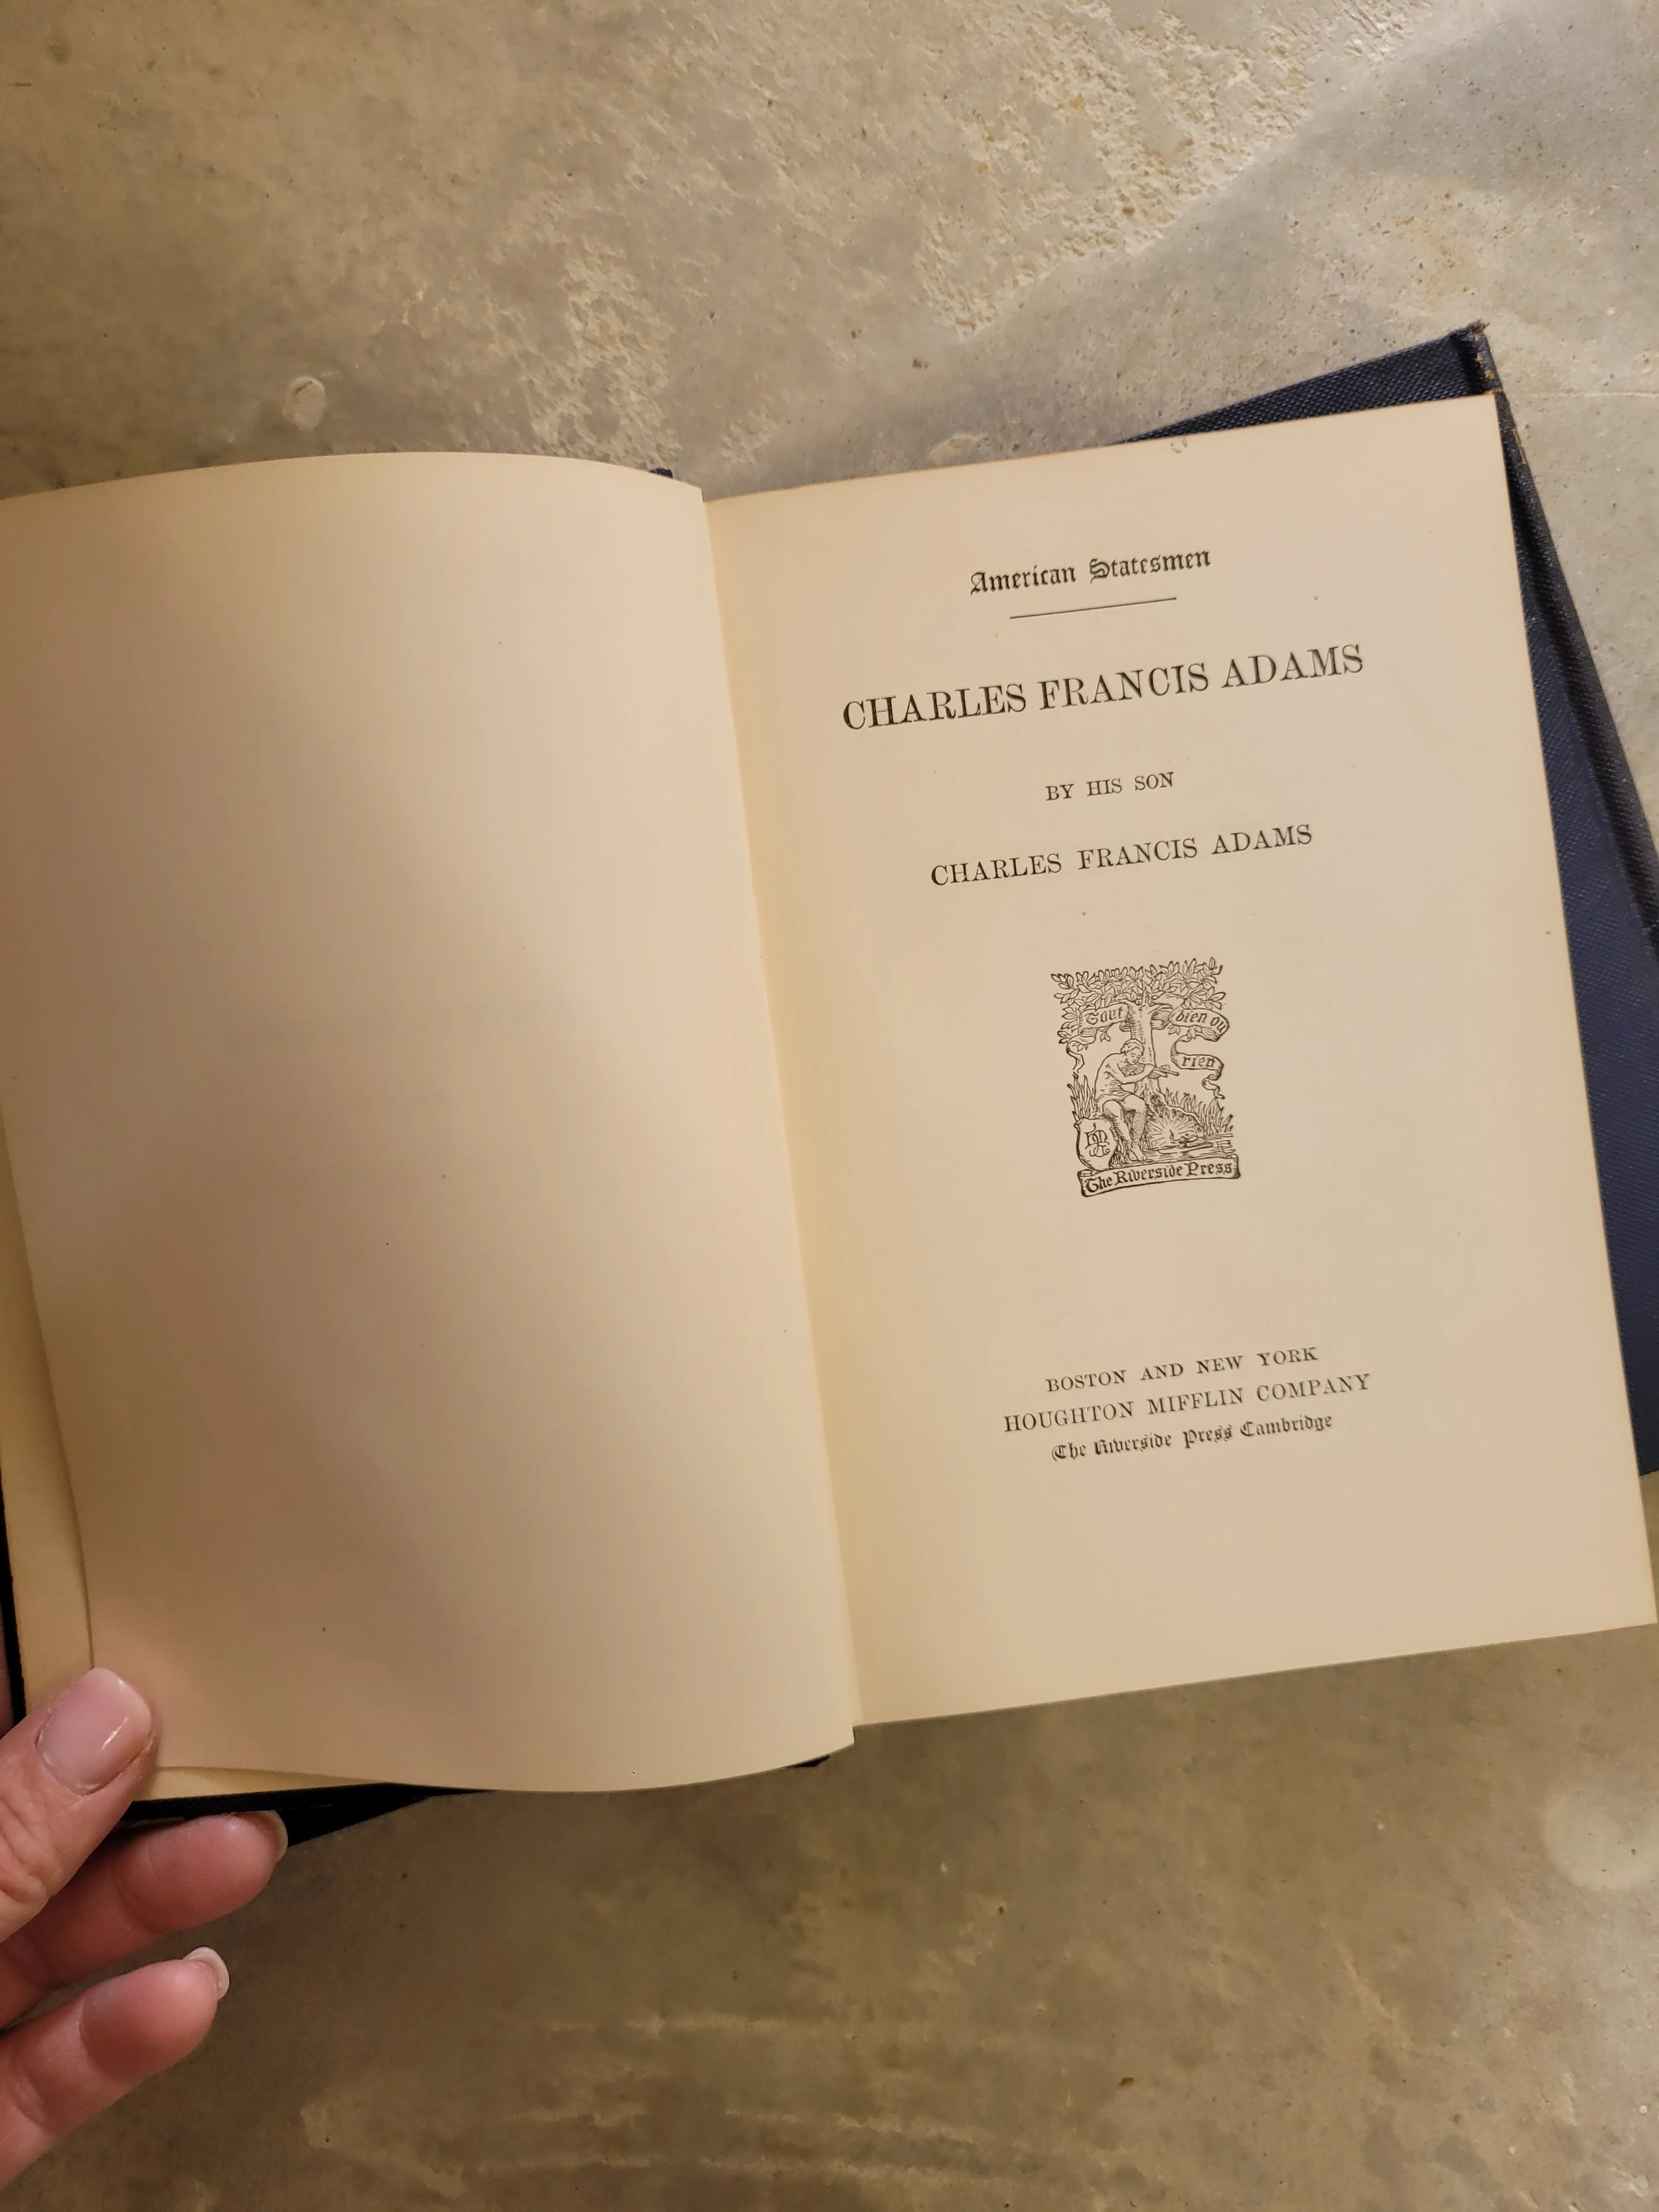 American Statesmen
CHARLES FRANCIS ADAMS
BY HIS SON
CHARLES FRANCIS ADAMS
Tout bien ou
rien
The Riverside Press
BOSTON AND NEW YORK
HOUGHTON MIFFLIN COMPANY
The Riverside Press Cambridge